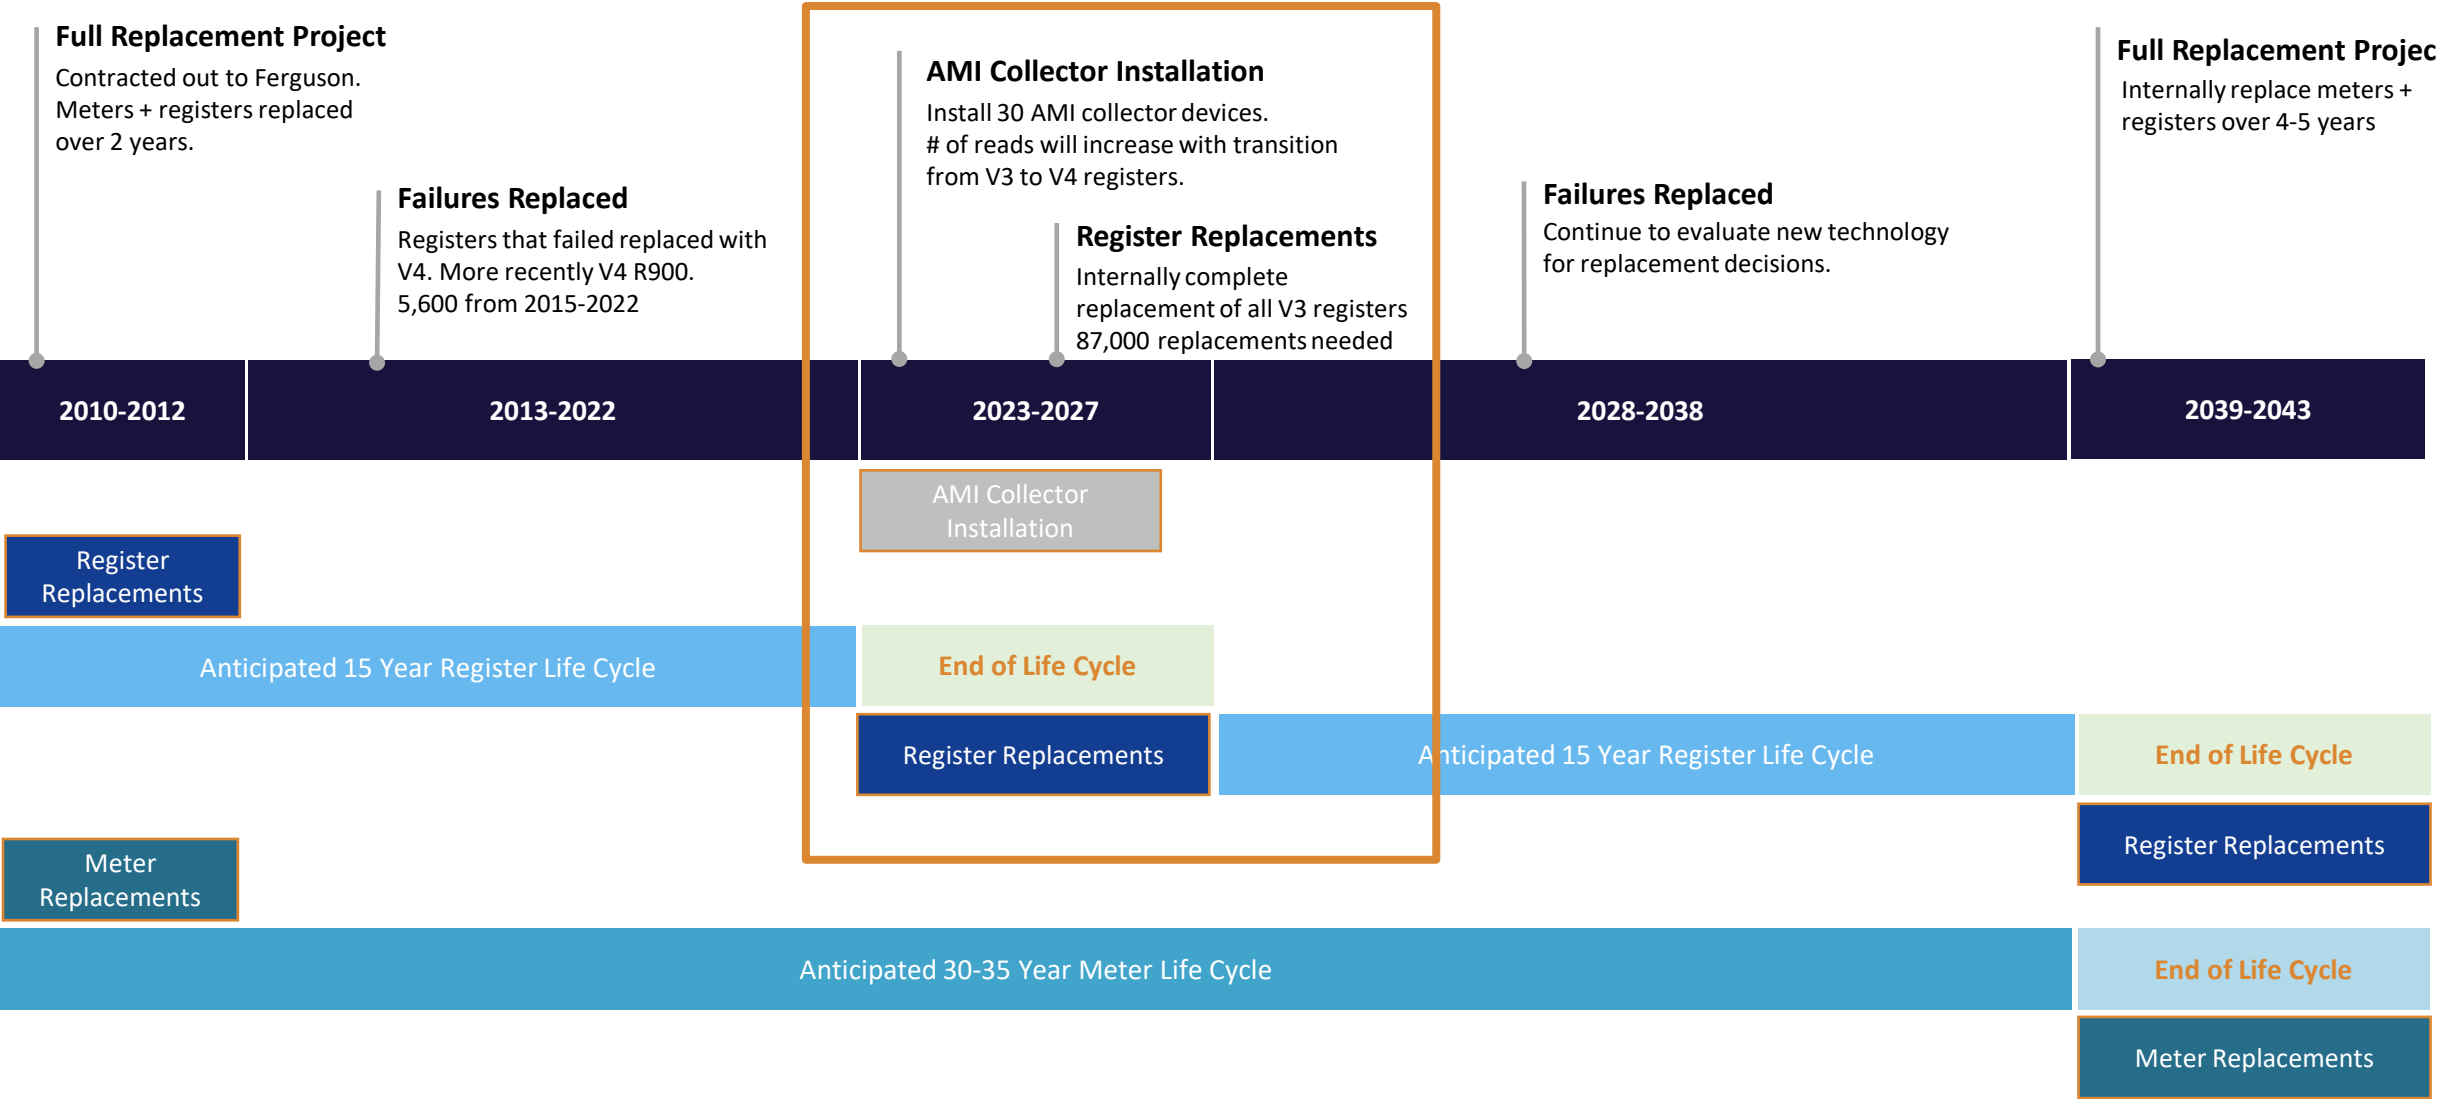 Full Replacement Project
Contracted out to Ferguson.
Meters + registers replaced
over 2 years.
Failures Replaced
Registers that failed replaced with
V4. More recently V4 R900.
5,600 from 2015-2022
AMI Collector Installation
Install 30 AMI collector devices.
# of reads will increase with transition
from V3 to V4 registers.
Register Replacements
Internally complete
replacement of all V3 registers
87,000 replacements needed
Failures Replaced
Continue to evaluate new technology
for replacement decisions.
Full Replacement Projec
Internally replace meters +
registers over 4-5 years
2010-2012
2013-2022
2023-2027
2028-2038
2039-2043
AMI Collector
Installation
Register
Replacements
Anticipated 15 Year Register Life Cycle
End of Life Cycle
Register Replacements
Anticipated 15 Year Register Life Cycle
End of Life Cycle
Register Replacements
Meter
Replacements
Anticipated 30-35 Year Meter Life Cycle
End of Life Cycle
Meter Replacements